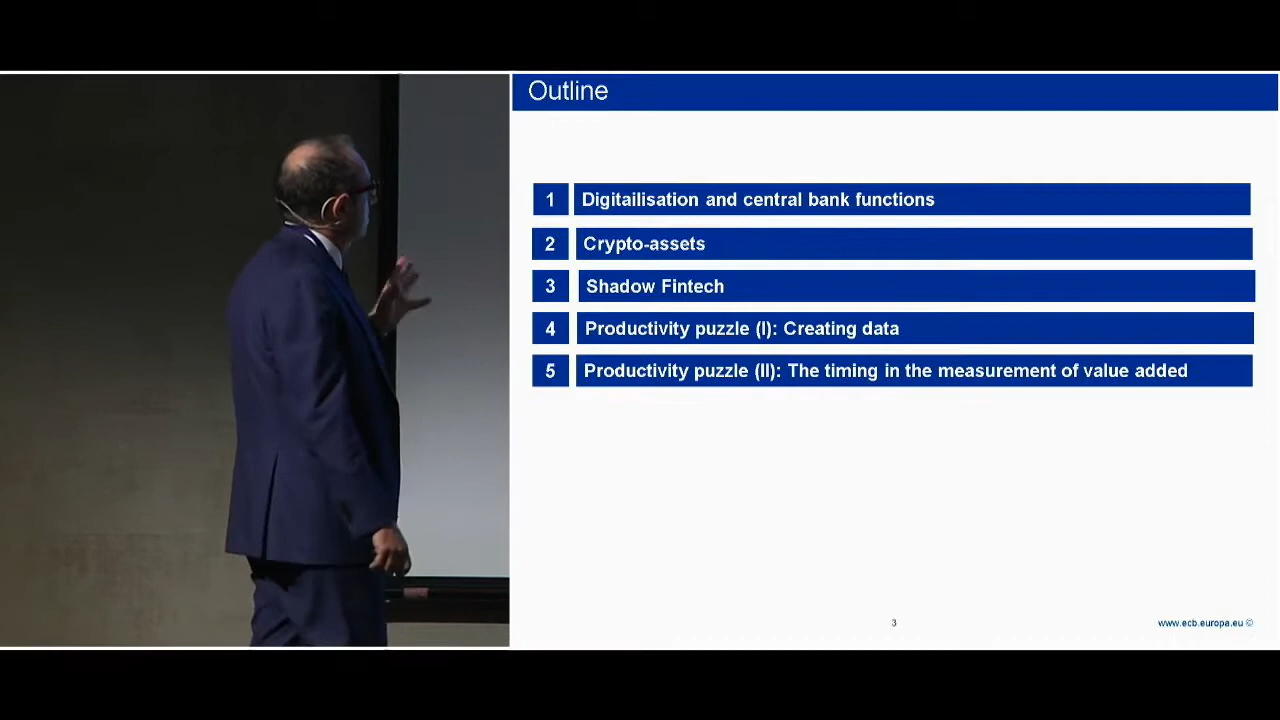 Outline
1 Digitailisation and central bank functions
2 Crypto-assets
3 Shadow Fintech
4 Productivity puzzle (I): Creating data
5 Productivity puzzle (II): The timing in the measurement of value added
3
www.ecb.europa.eu ©